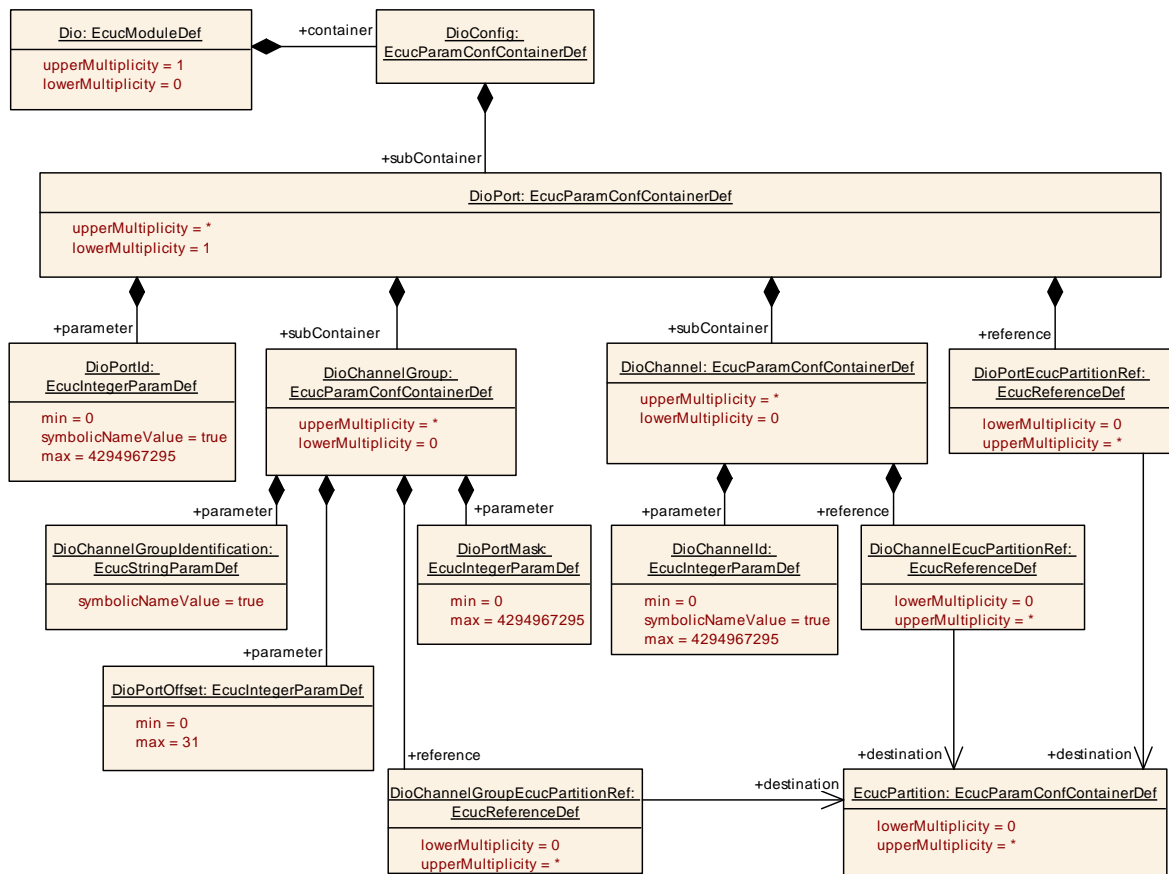 Dio: EcucModuleDef
upperMultiplicity = 1
lowerMultiplicity = 0
+container
DioConfig:
EcucParamConfContainerDef
+subContainer
DioPort: EcucParamConfContainerDef
upperMultiplicity = *
lowerMultiplicity = 1
+parameter
+subContainer
+subContainer
+reference
DioPortId:
EcucIntegerParamDef
min = 0
symbolicNameValue = true
max = 4294967295
DioChannelGroup:
EcucParamConfContainerDef
upperMultiplicity = *
lowerMultiplicity = 0
DioChannel: EcucParamConfContainerDef
upperMultiplicity = *
lowerMultiplicity = 0
DioPortEcucPartitionRef:
EcucReferenceDef
lowerMultiplicity = 0
upperMultiplicity = *
+parameter
+parameter
+parameter
+reference
DioChannelGroupIdentification:
EcucStringParamDef
symbolicNameValue = true
DioPortMask:
EcucIntegerParamDef
min = 0
max = 4294967295
DioChannelId:
EcucIntegerParamDef
min = 0
symbolicNameValue = true
max = 4294967295
DioChannelEcucPartitionRef:
EcucReferenceDef
lowerMultiplicity = 0
upperMultiplicity = *
+parameter
DioPortOffset: EcucIntegerParamDef
min = 0
max = 31
+reference
+destination
+destination
DioChannelGroupEcucPartitionRef:
EcucReferenceDef
lowerMultiplicity = 0
upperMultiplicity = *
+destination
EcucPartition: EcucParamConfContainerDef
lowerMultiplicity = 0
upperMultiplicity = *